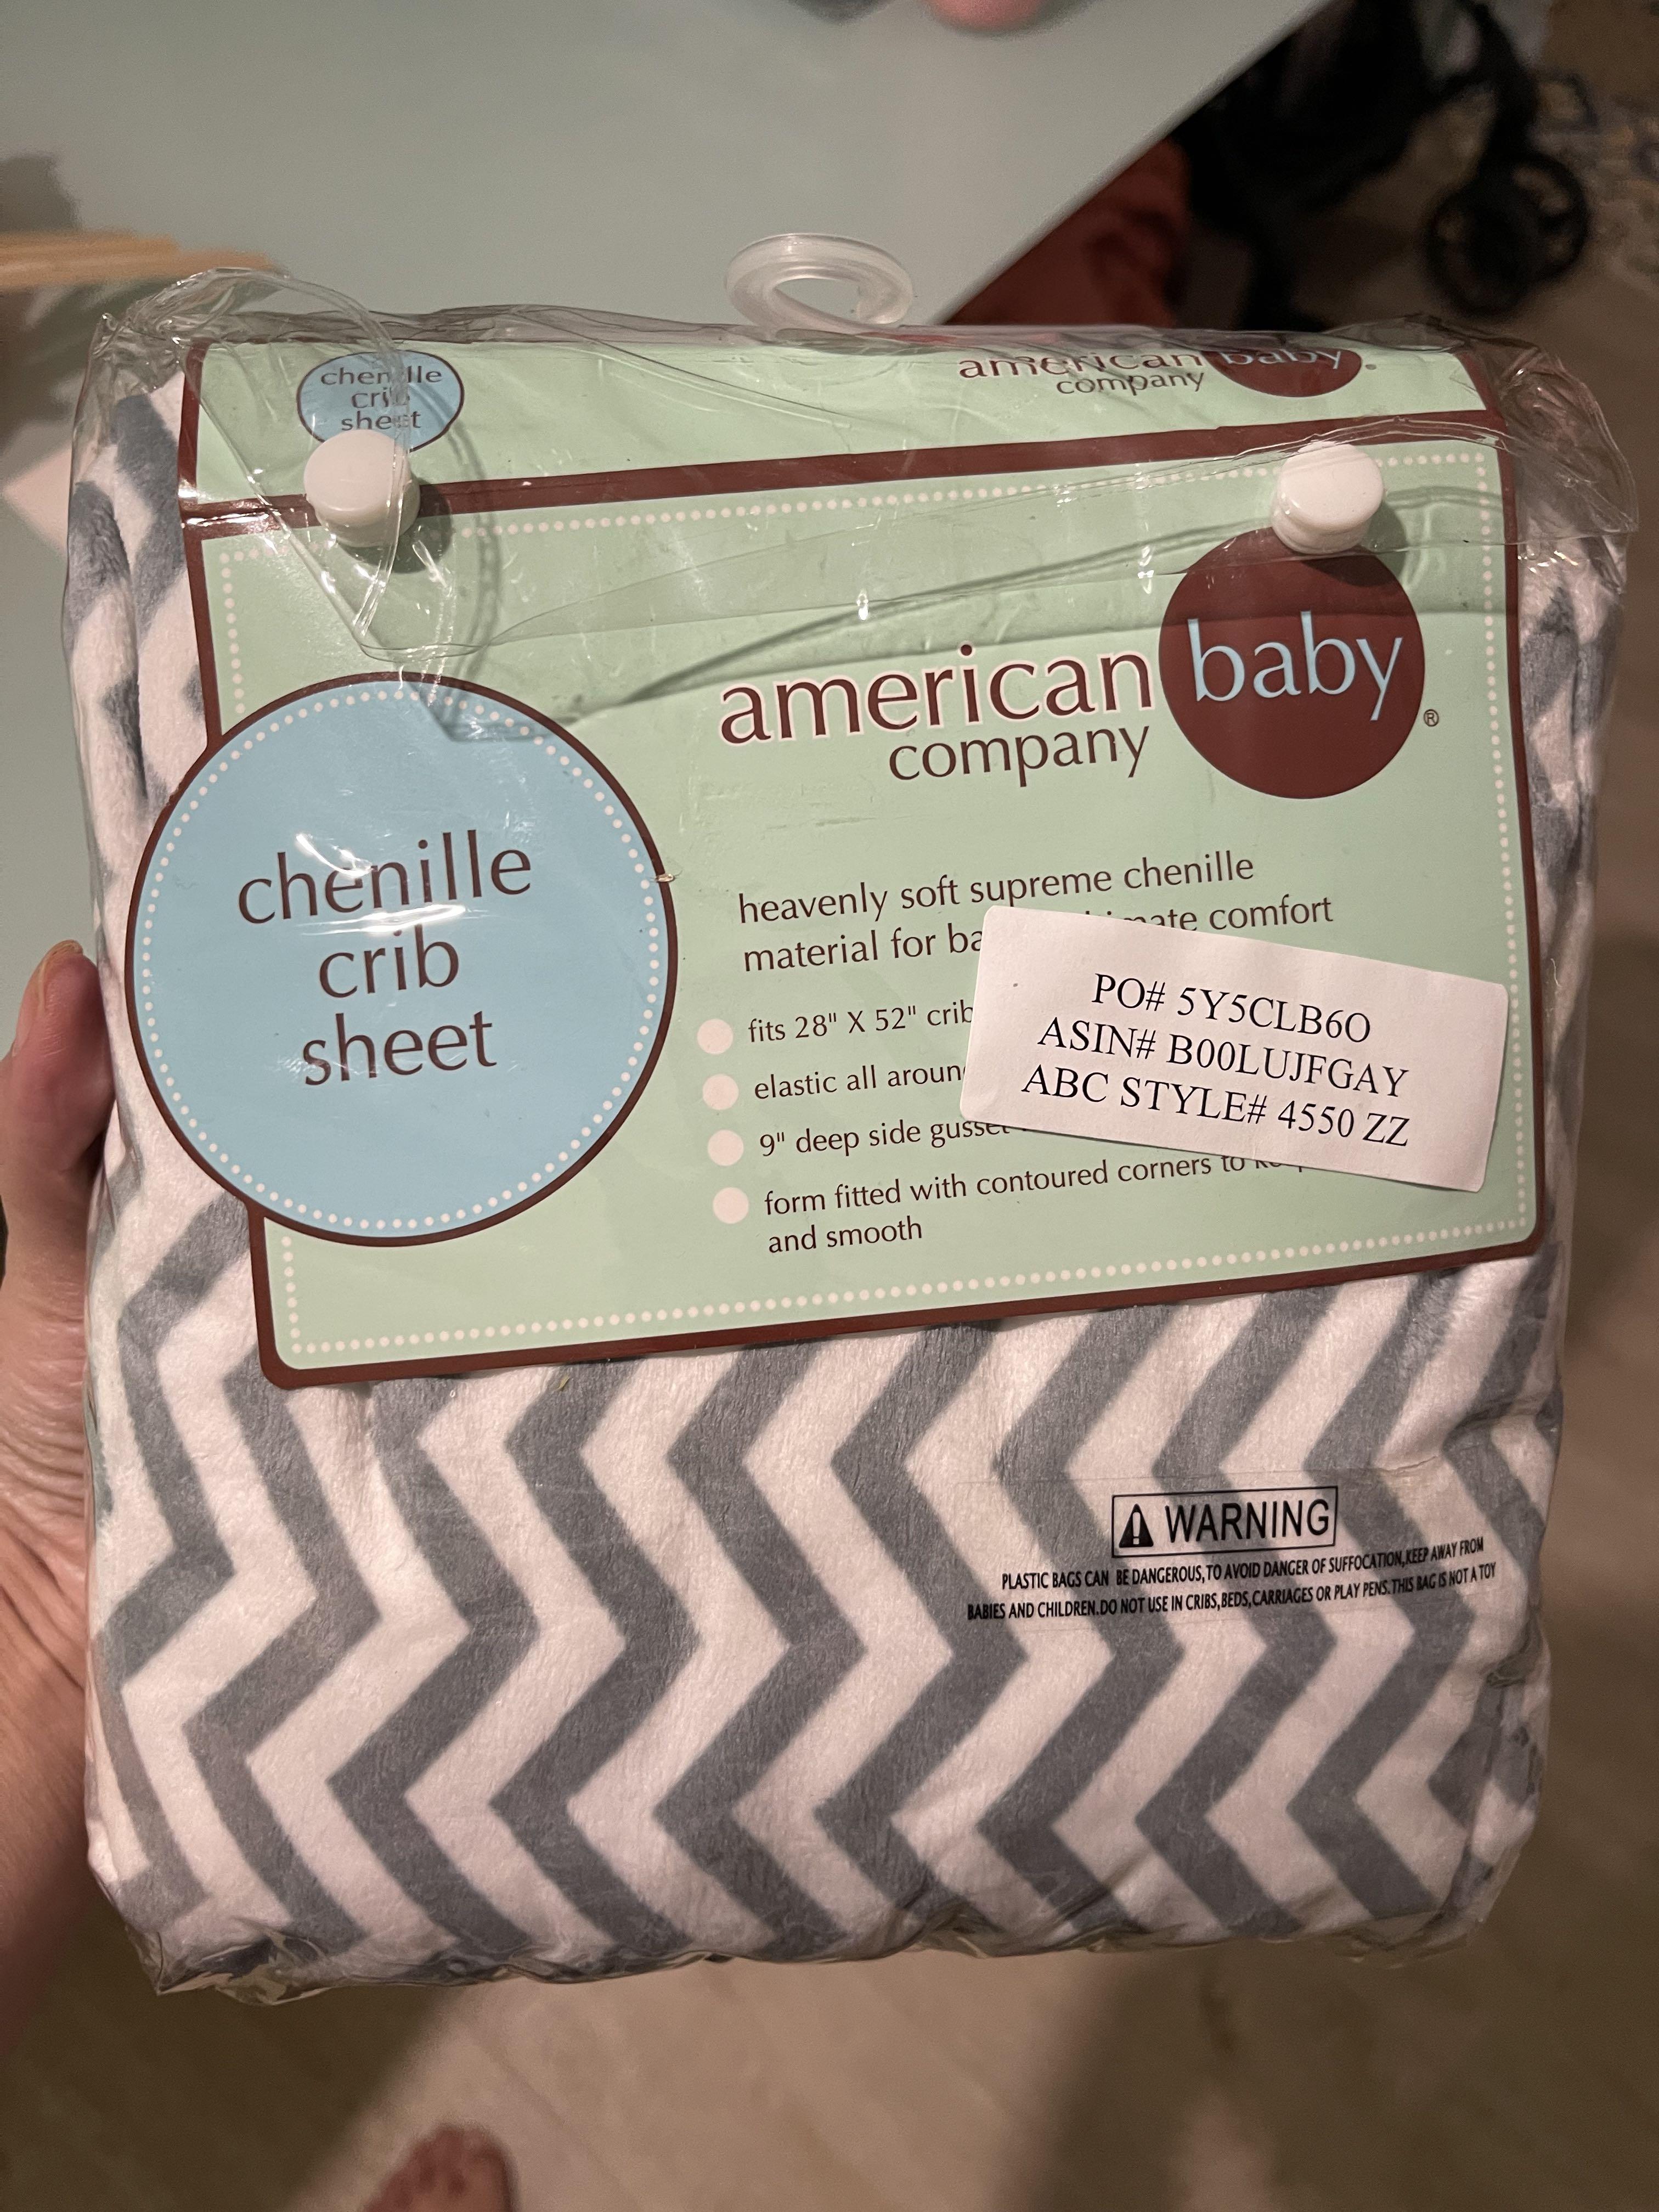 chenille
crib
sheet
american baby
company
american baby®
company
chenille
crib
sheet
heavenly soft supreme chenille
material for comfort
fits 28" X 52" crib
elastic all
9" deep side
form fitted with contoured corners to
and smooth
PO# 5Y5CLB6O
ASIN# B00LUJFGAY
ABC STYLE# 4550 ZZ
WARNING
PLASTIC BAGS CAN BE DANGEROUS,TO AVOID DANGER OF SUFFOCATION,KEEP AWAY FROM
BABIES AND CHILDREN.DO NOT USE IN CRIBS,BEDS,CARRIAGES OR PLAY PENS.THIS BAG IS NOT A TOY